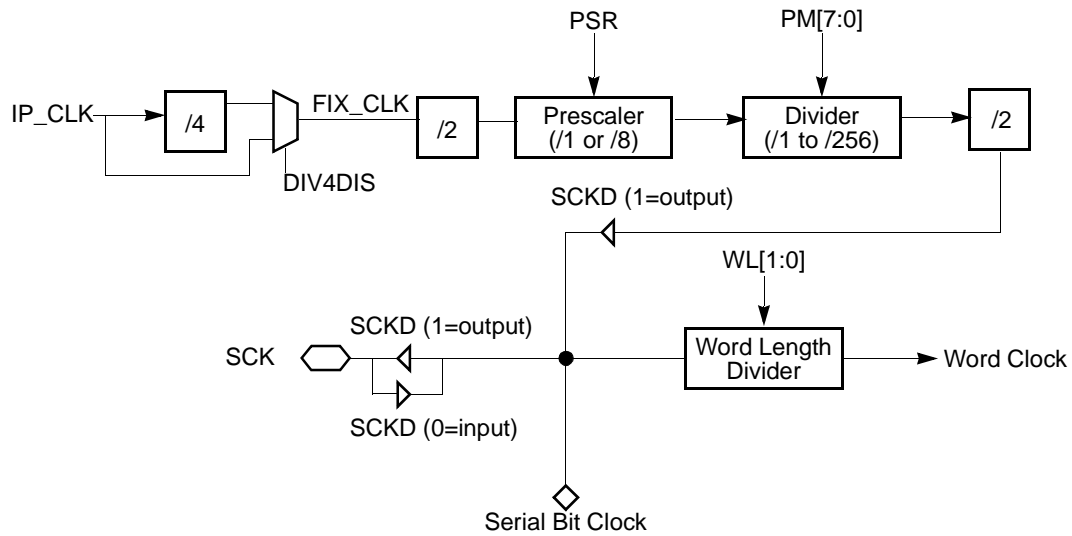 PSR
PM[7:0]
IP_CLK
/4
FIX_CLK
/2
Prescaler
(/1 or /8)
Divider
(/1 to /256)
/2
DIV4DIS
SCKD (1=output)
WL[1:0]
SCKD (1=output)
SCK
Word Length
Divider
Word Clock
SCKD (0=input)
Serial Bit Clock